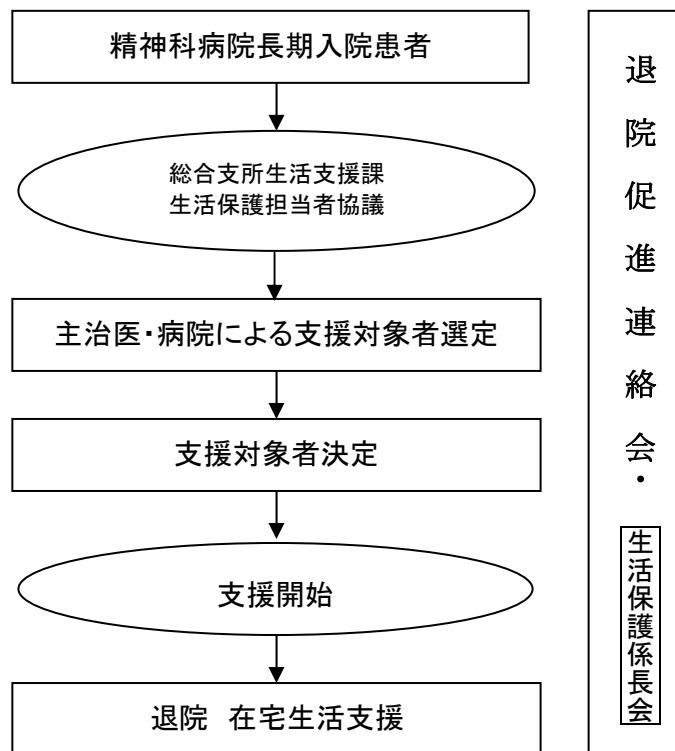 精神科病院長期入院患者
総合支所生活支援課
生活保護担当者協議
主治医・病院による支援対象者選定
支援対象者決定
支援開始
退院 在宅生活支援
退院促進連絡会・
生活保護係長会